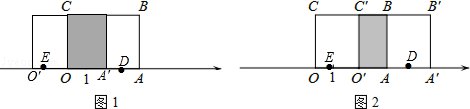 C B
E D
O' O 1 A' A
图1
C C' B B'
E D
O 1 O' A A'
图2